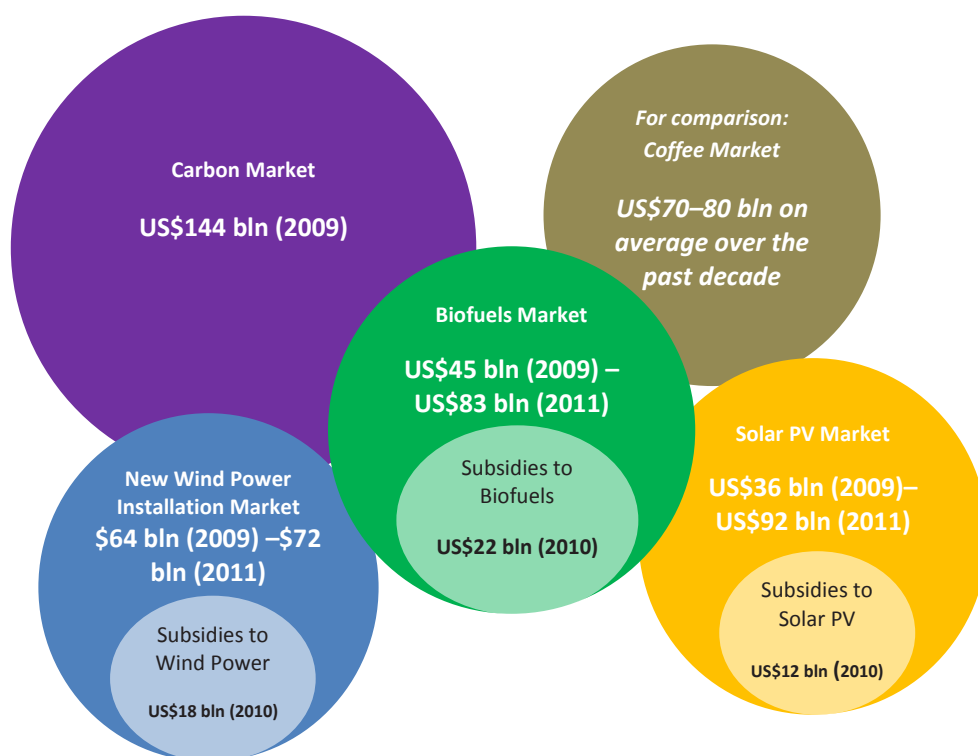 Carbon Market
US$144 bln (2009)
For comparison:
Coffee Market
US$70–80 bln on
average over the
past decade
Biofuels Market
US$45 bln (2009) –
US$83 bln (2011)
Subsidies to
Biofuels
US$22 bln (2010)
New Wind Power
Installation Market
$64 bln (2009) –$72
bln (2011)
Subsidies to
Wind Power
US$18 bln (2010)
Solar PV Market
US$36 bln (2009)–
US$92 bln (2011)
Subsidies to
Solar PV
US$12 bln (2010)